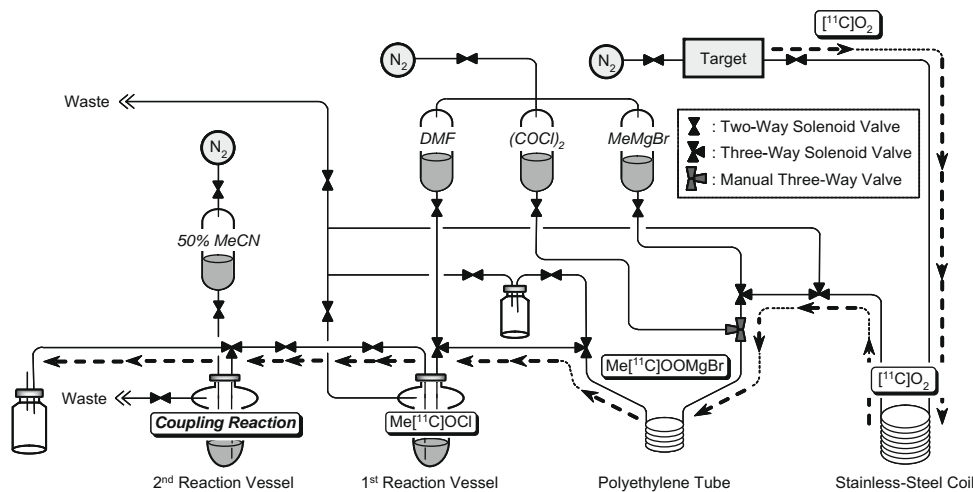 [¹¹C]O₂
N₂
N₂
Target
Waste
DMF
(COCl)₂
MeMgBr
: Two-Way Solenoid Valve
: Three-Way Solenoid Valve
: Manual Three-Way Valve
N₂
50% MeCN
Me[¹¹C]OOMgBr
[¹¹C]O₂
Waste
Coupling Reaction
Me[¹¹C]OCl
2ⁿᵈ Reaction Vessel
1ˢᵗ Reaction Vessel
Polyethylene Tube
Stainless-Steel Coil